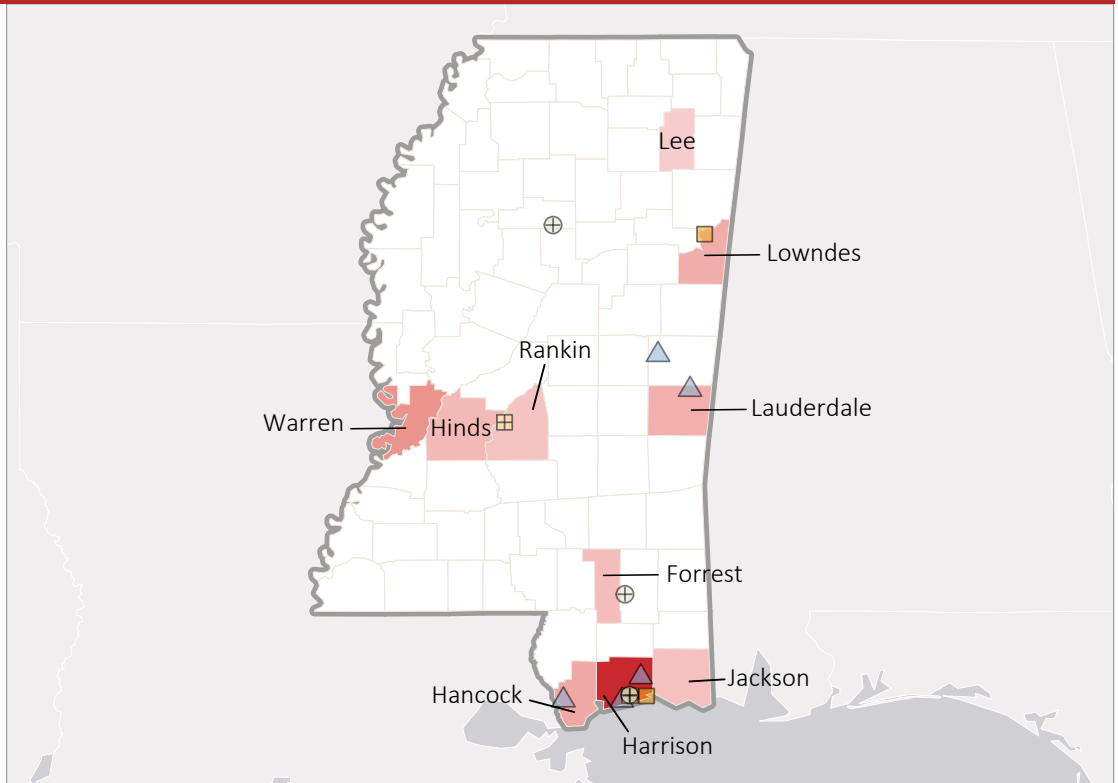 Lee
Lowndes
Rankin
Lauderdale
Warren
Hinds
Forrest
Jackson
Hancock
Harrison